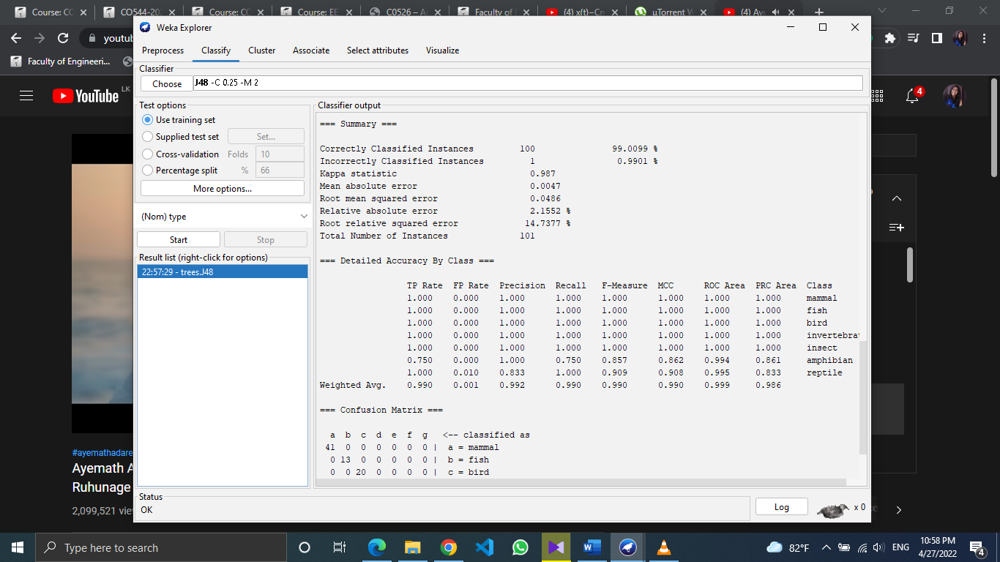 Course: CC
CO544-202
Course: CC
Course: EE
C0526 – A
Faculty of
(4) x(t)–Cru
µTorrent W
(4) Aye
youtub
Faculty of Engineeri...
YouTube LK
4
#ayemathadare
Ayemath A
Ruhunage
2,099,521 vie
Weka Explorer
Preprocess Classify Cluster Associate Select attributes Visualize
Classifier
Choose J48 -C 0.25 -M 2
Test options
Use training set
Supplied test set Set...
Cross-validation Folds 10
Percentage split % 66
More options...
(Nom) type
Start Stop
Result list (right-click for options)
22:57:29 - trees.J48
Classifier output
=== Summary ===
Correctly Classified Instances 100 99.0099 %
Incorrectly Classified Instances 1 0.9901 %
Kappa statistic 0.987
Mean absolute error 0.0047
Root mean squared error 0.0486
Relative absolute error 2.1552 %
Root relative squared error 14.7377 %
Total Number of Instances 101
=== Detailed Accuracy By Class ===
TP Rate FP Rate Precision Recall F-Measure MCC ROC Area PRC Area Class
1.000 0.000 1.000 1.000 1.000 1.000 1.000 1.000 mammal
1.000 0.000 1.000 1.000 1.000 1.000 1.000 1.000 fish
1.000 0.000 1.000 1.000 1.000 1.000 1.000 1.000 bird
1.000 0.000 1.000 1.000 1.000 1.000 1.000 1.000 invertebra
1.000 0.000 1.000 1.000 1.000 1.000 1.000 1.000 insect
0.750 0.000 1.000 0.750 0.857 0.862 0.994 0.861 amphibian
1.000 0.010 0.833 1.000 0.909 0.908 0.995 0.833 reptile
Weighted Avg. 0.990 0.001 0.992 0.990 0.990 0.990 0.999 0.986
=== Confusion Matrix ===
a b c d e f g <-- classified as
41 0 0 0 0 0 0 | a = mammal
0 13 0 0 0 0 0 | b = fish
0 0 20 0 0 0 0 | c = bird
Status
OK
Log x 0
Type here to search
82°F ENG
10:58 PM
4/27/2022
4